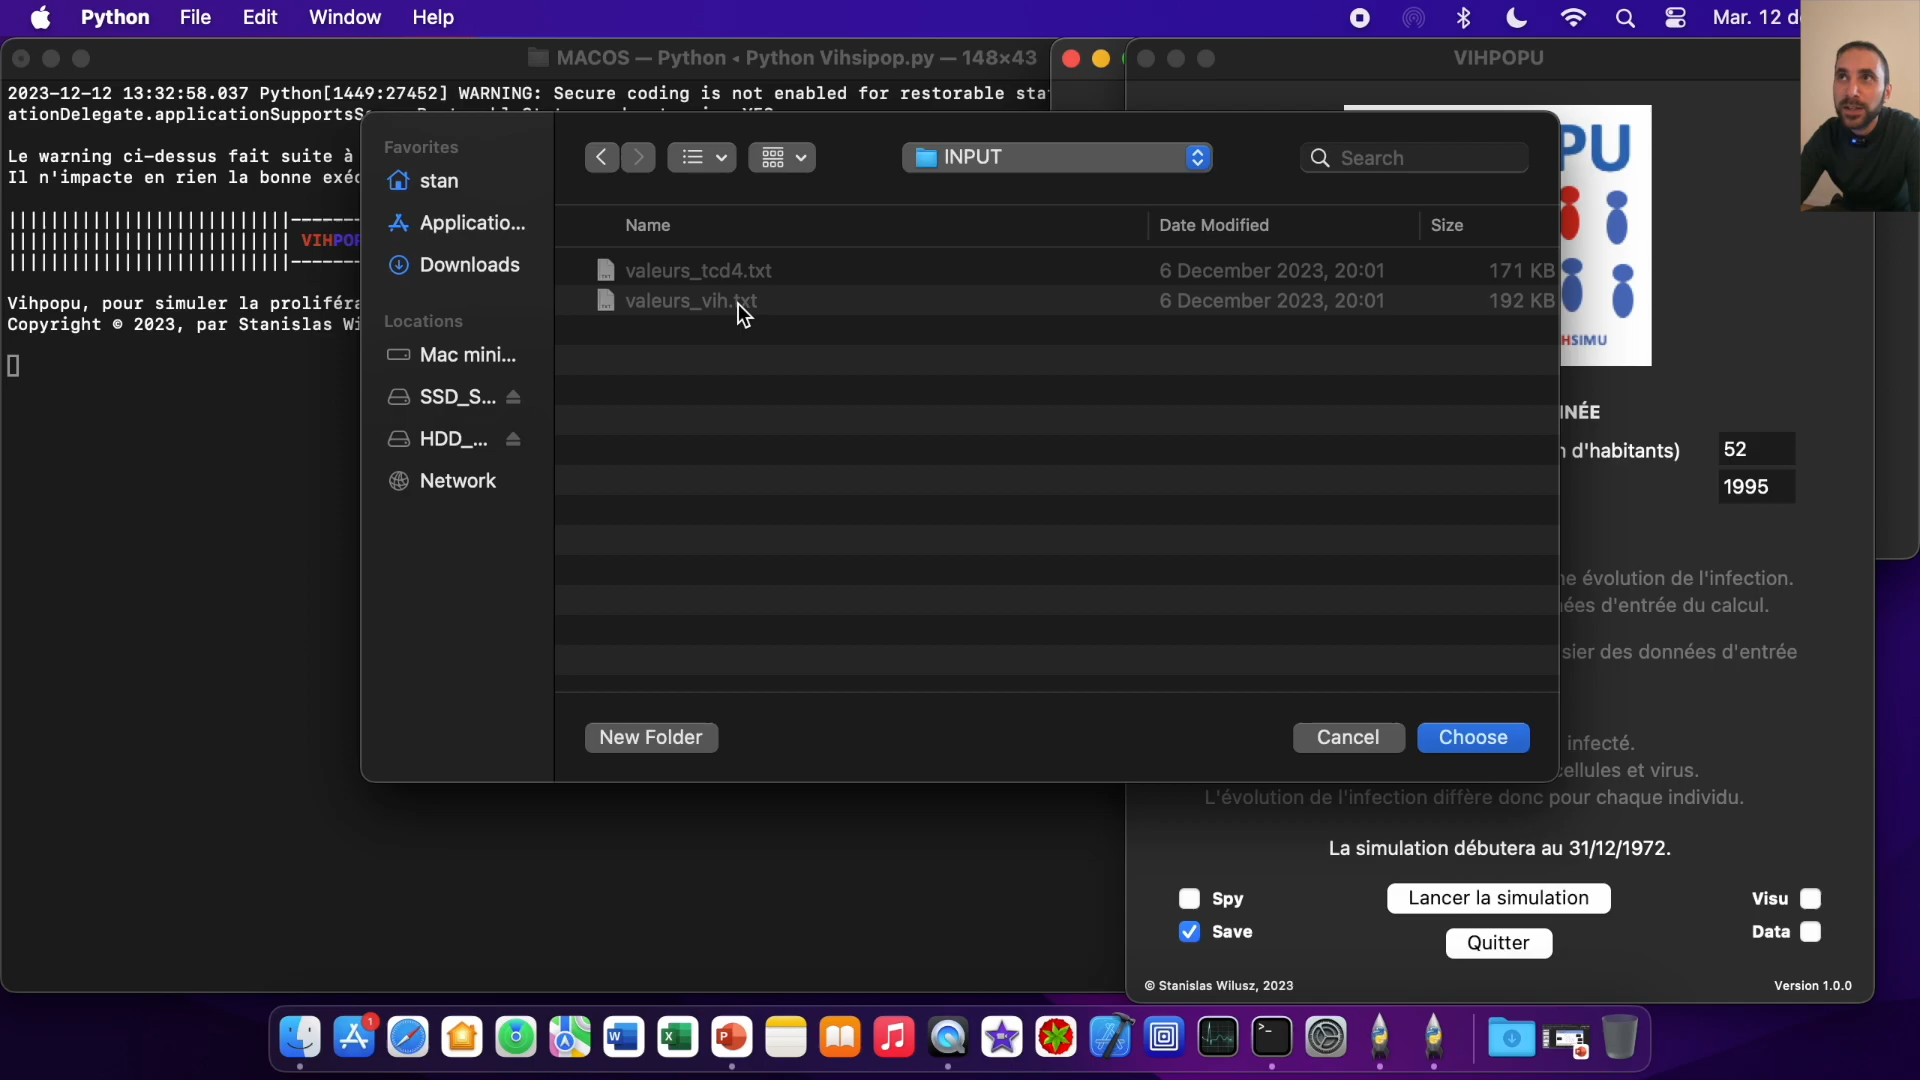 Python File Edit Window Help
Mar. 12 d
MACOS — Python ◂ Python Vihsipop.py — 148×43
VIHPOPU
2023-12-12 13:32:58.037 Python[1449:27452] WARNING: Secure coding is not enabled for restorable sta
ationDelegate.applicationSupportsS
Le warning ci-dessus fait suite à
Il n'impacte en rien la bonne exéc
VIHPOP
Vihpopu, pour simuler la prolifér
Copyright © 2023, par Stanislas Wi
Favorites
stan
Applicatio...
Downloads
Locations
Mac mini...
SSD_S...
HDD_...
Network
INPUT
Search
Name Date Modified Size
valeurs_tcd4.txt 6 December 2023, 20:01 171 KB
valeurs_vih.txt 6 December 2023, 20:01 192 KB
New Folder Cancel Choose
PU
HSIMU
NÉE
d'habitants) 52
1995
ne évolution de l'infection.
ées d'entrée du calcul.
sier des données d'entrée
infecté.
cellules et virus.
L'évolution de l'infection diffère donc pour chaque individu.
La simulation débutera au 31/12/1972.
Spy Lancer la simulation Visu
Save Quitter Data
© Stanislas Wilusz, 2023 Version 1.0.0
1